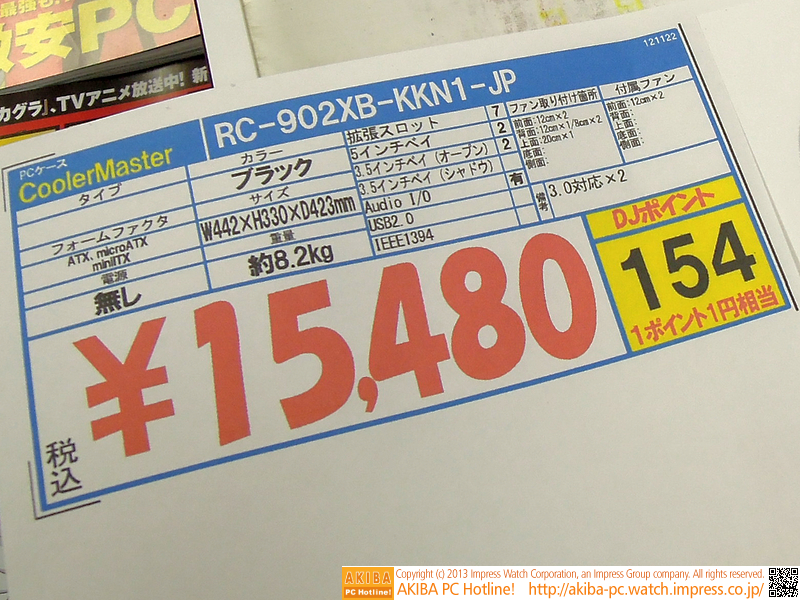 安PC
カグラ』、TVアニメ放送中! 新
121122
PCケース
CoolerMaster
RC-902XB-KKN1-JP
タイプ
フォームファクタ
ATX、microATX
miniITX
電源
無し
カラー
ブラック
サイズ
W442×H330×D423mm
重量
約8.2kg
拡張スロット 7
5インチベイ 2
3.5インチベイ (オープン)
3.5インチベイ (シャドウ) 2
Audio I/O 有
USB2.0
IEEE1394
ファン取り付け箇所
前面:12cm×2
背面:12cm×1/8cm×2
上面:20cm×1
底面:
側面:
付属ファン
前面:12cm×2
背面:
上面:
底面:
側面:
備考
3.0対応×2
DJポイント
154
1ポイント1円相当
¥15,480
税込
AKIBA
PC Hotline!
Copyright (c) 2013 Impress Watch Corporation, an Impress Group company. All rights reserved.
AKIBA PC Hotline! http://akiba-pc.watch.impress.co.jp/